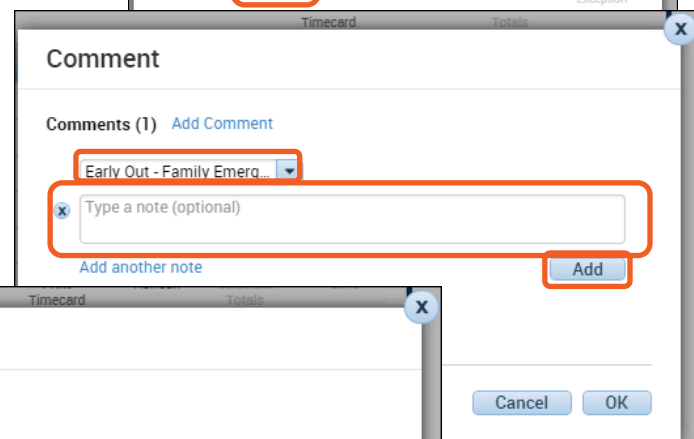 Exception
Timecard Totals
X
Comment
Comments (1) Add Comment
Early Out - Family Emerg...
X Type a note (optional)
Add another note Add
Timecard Totals
X
Cancel OK